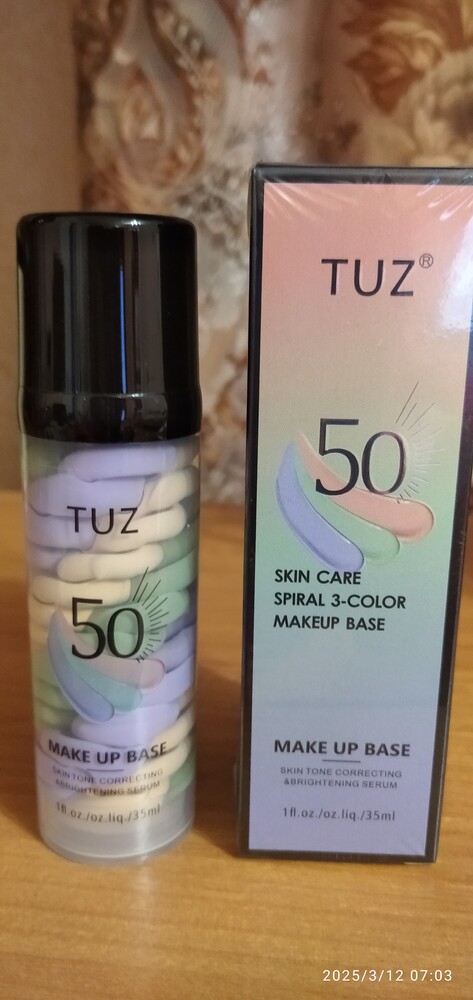 TUZ
50
MAKE UP BASE
SKIN TONE CORRECTING
&BRIGHTENING SERUM
1fl.oz./oz.liq./35ml
TUZ®
50
SKIN CARE
SPIRAL 3-COLOR
MAKEUP BASE
MAKE UP BASE
SKIN TONE CORRECTING
&BRIGHTENING SERUM
1fl.oz./oz.liq./35ml
2025/3/12 07:03